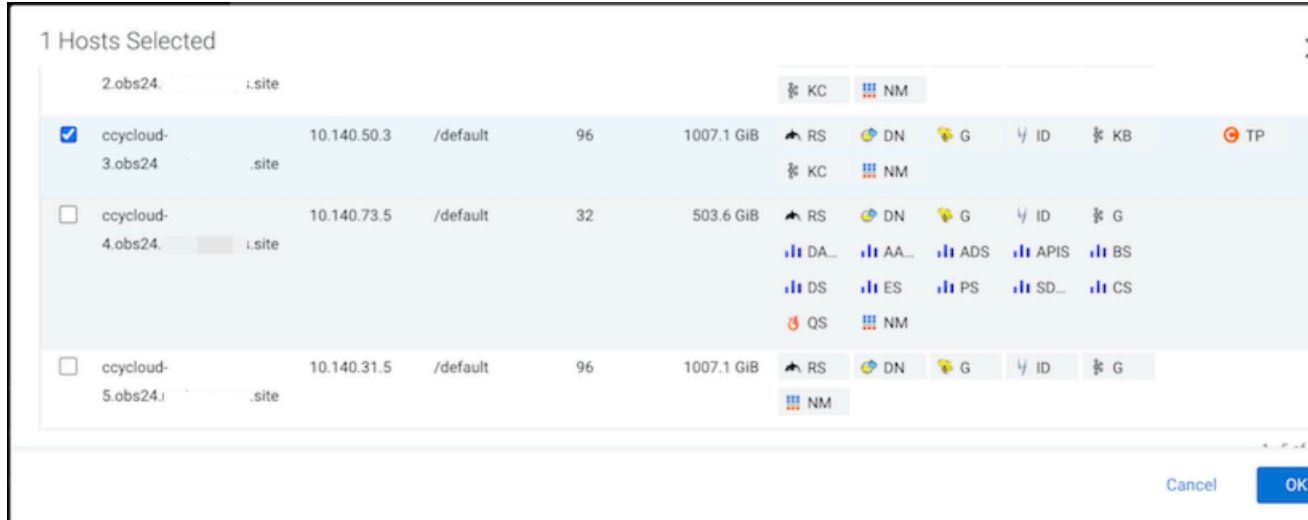 1 Hosts Selected
2.obs24. .site
KC NM
ccycloud- 10.140.50.3 /default 96 1007.1 GiB RS DN G ID KB TP
3.obs24 .site KC NM
ccycloud- 10.140.73.5 /default 32 503.6 GiB RS DN G ID G
4.obs24. .site DA... AA... ADS APIS BS
DS ES PS SD... CS
QS NM
ccycloud- 10.140.31.5 /default 96 1007.1 GiB RS DN G ID G
5.obs24. .site NM
Cancel OK